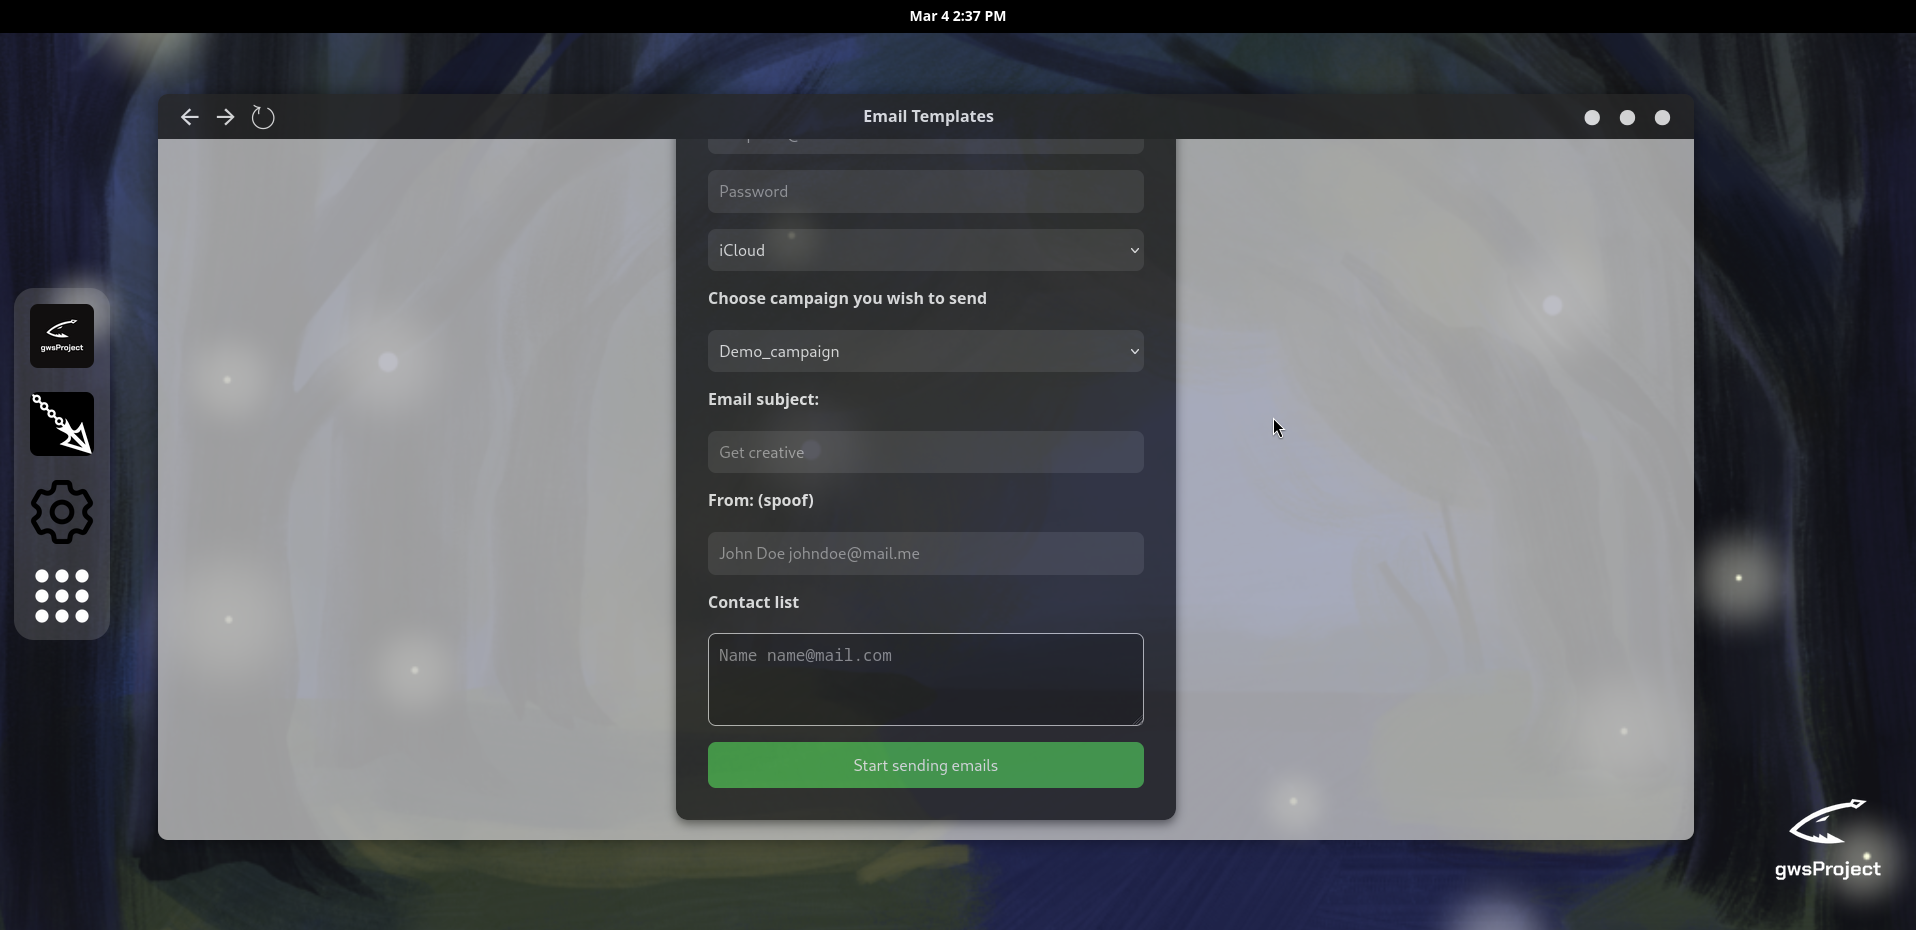 Mar 4 2:37 PM
Email Templates
Password
iCloud
Choose campaign you wish to send
Demo_campaign
Email subject:
Get creative
From: (spoof)
John Doe johndoe@mail.me
Contact list
Name name@mail.com
Start sending emails
gwsProject
gwsProject